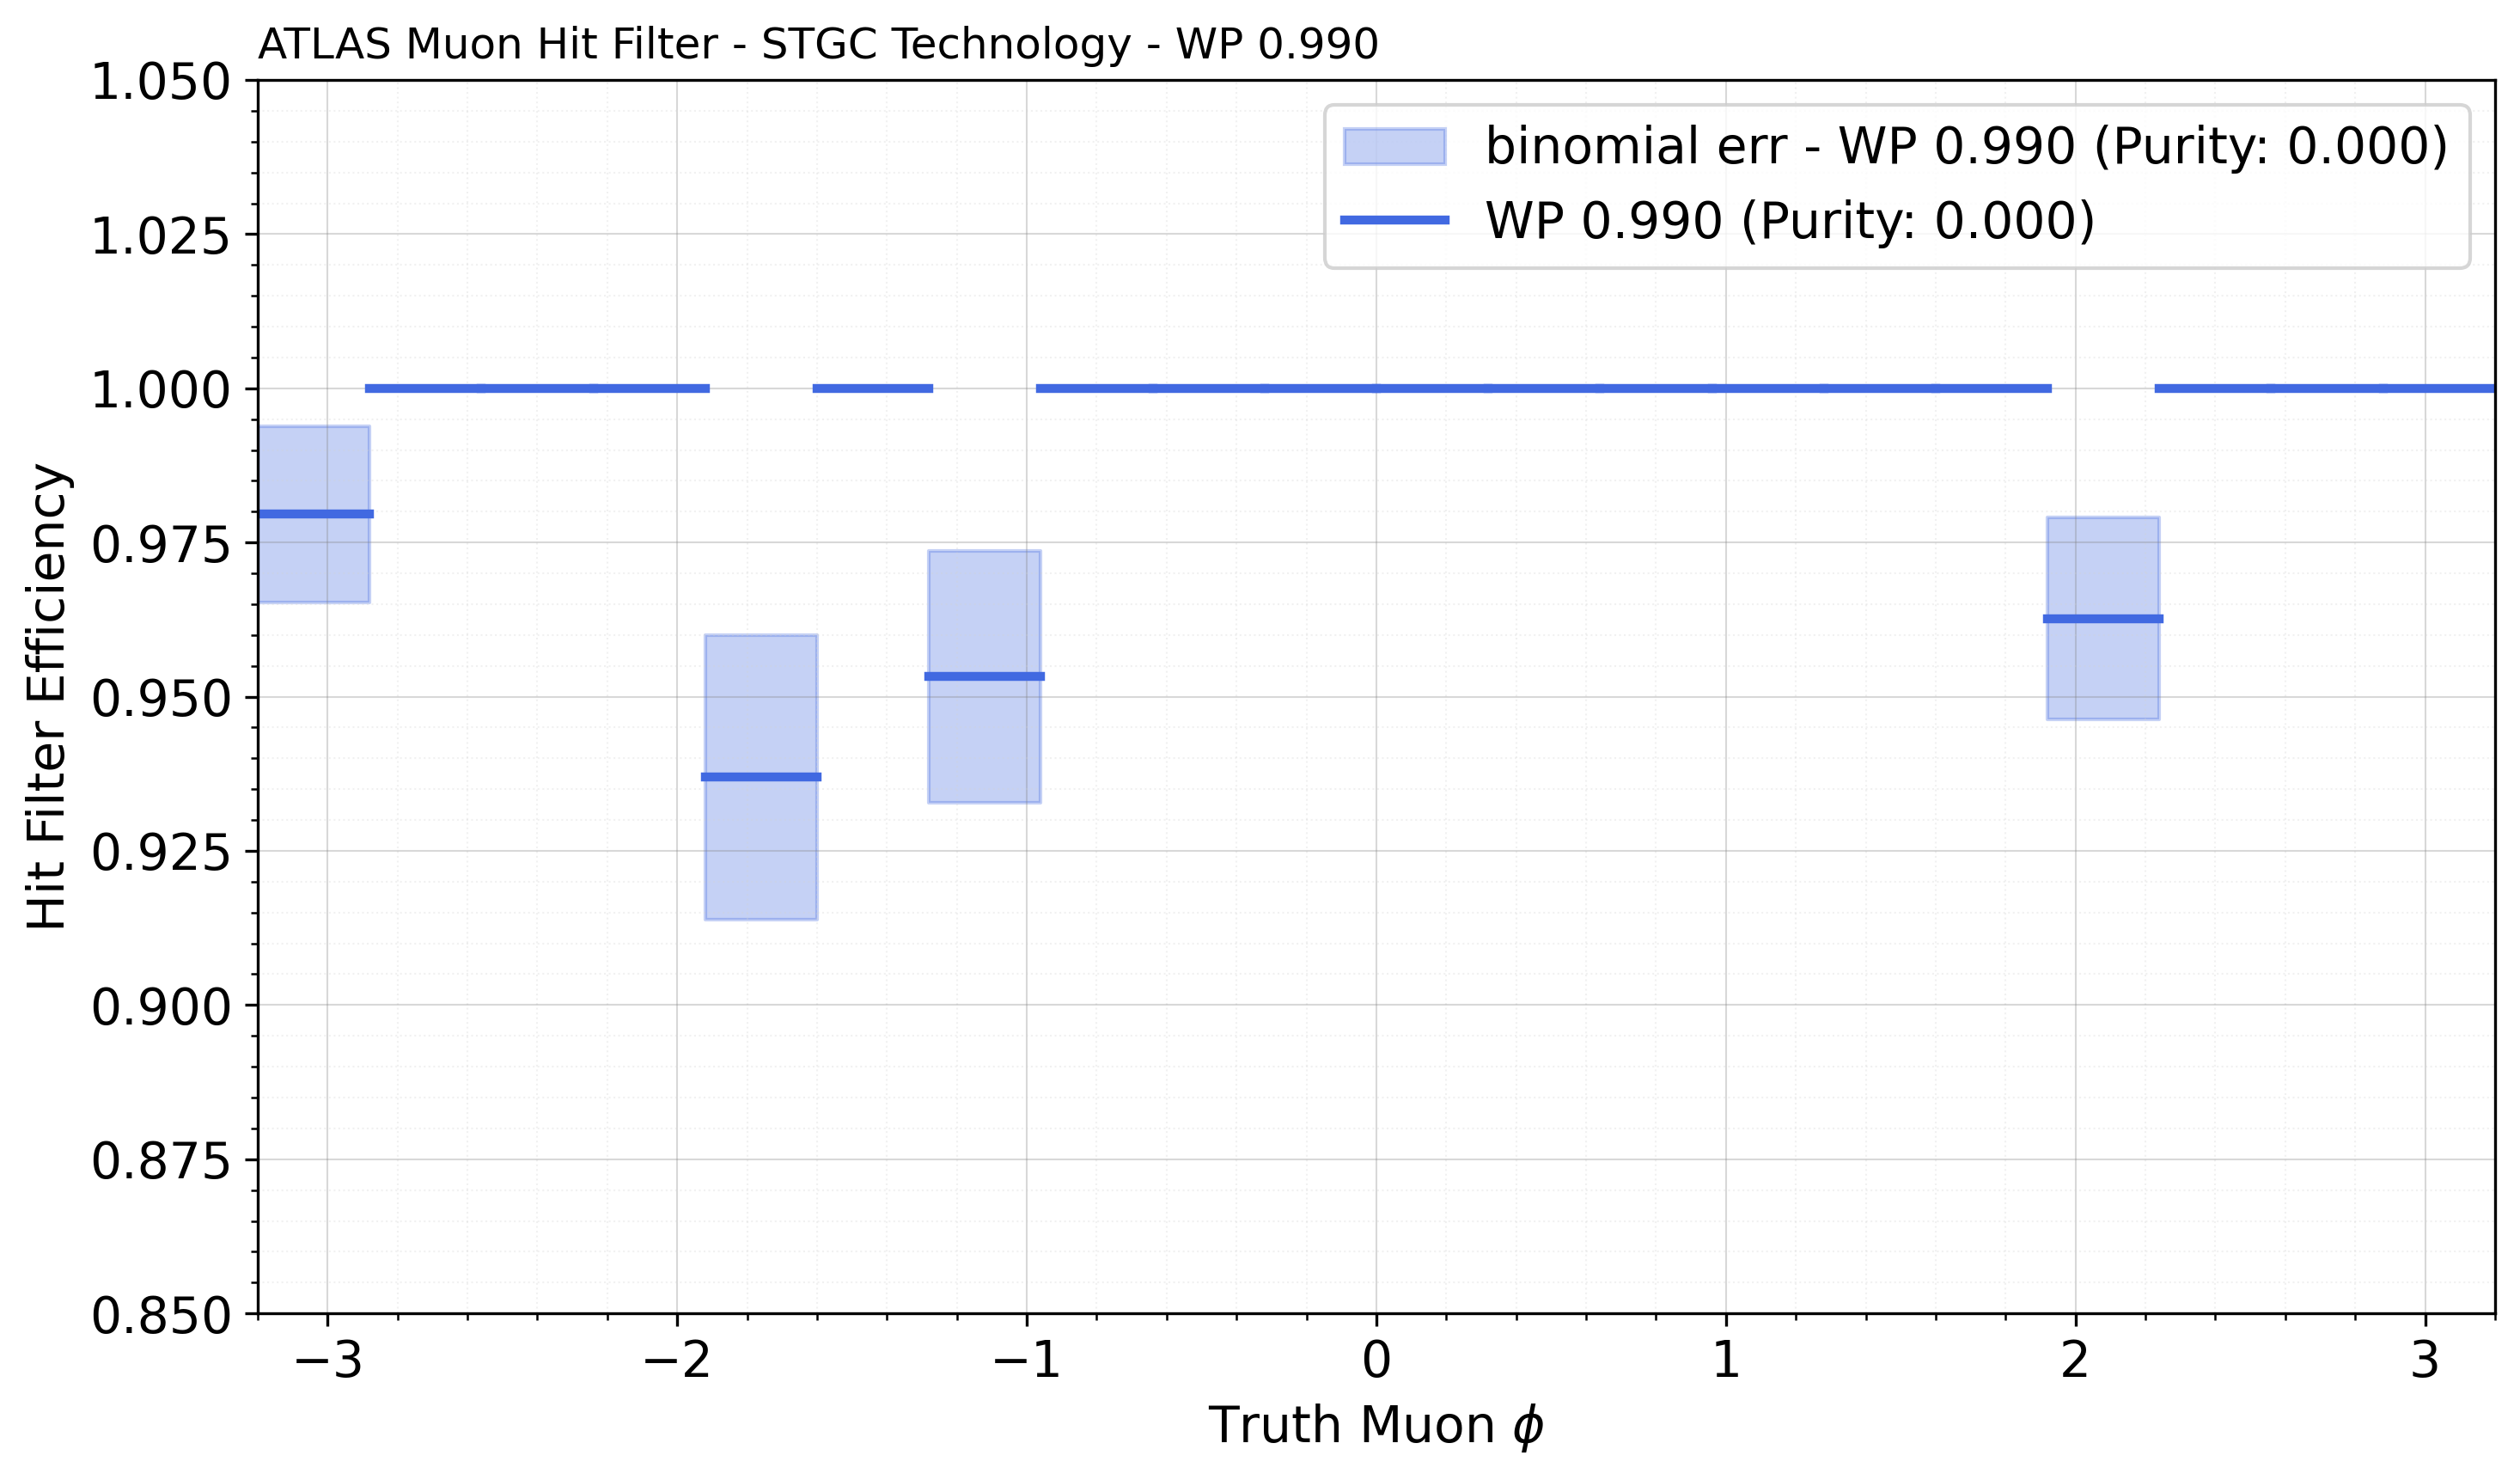 ATLAS Muon Hit Filter - STGC Technology - WP 0.990
1.050
1.025
1.000
0.975
0.950
0.925
0.900
0.875
0.850
Hit Filter Efficiency
binomial err - WP 0.990 (Purity: 0.000)
WP 0.990 (Purity: 0.000)
−3 −2 −1 0 1 2 3
Truth Muon ϕ